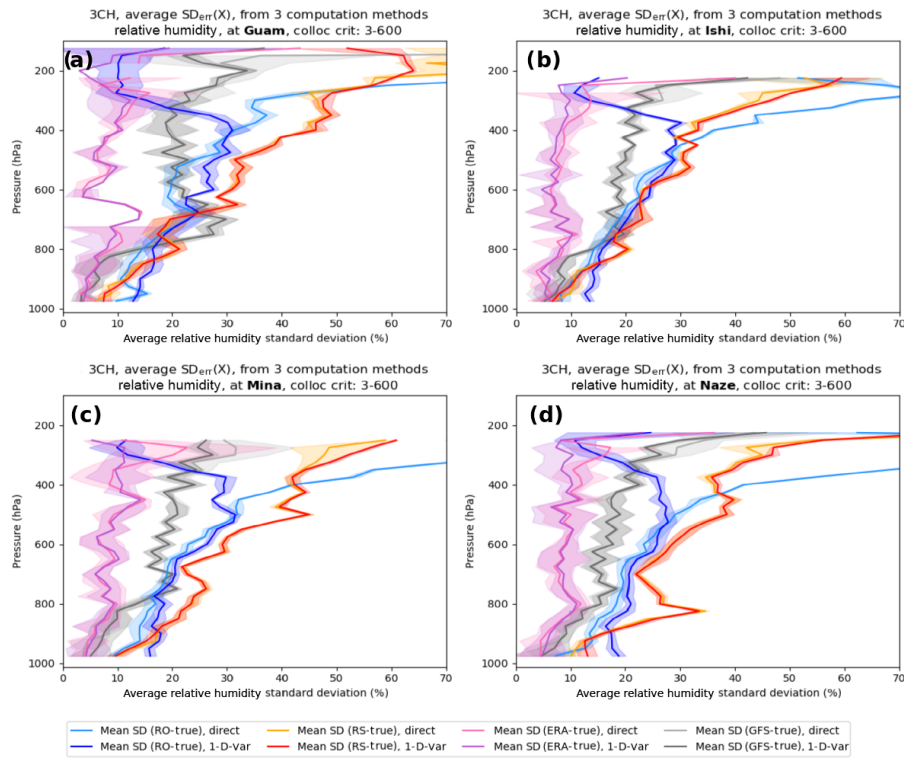 3CH, average SDerr(X), from 3 computation methods
relative humidity, at Guam, colloc crit: 3-600
(a)
200
400
600
800
1000
Pressure (hPa)
0 10 20 30 40 50 60 70
Average relative humidity standard deviation (%)
3CH, average SDerr(X), from 3 computation methods
relative humidity, at Ishi, colloc crit: 3-600
(b)
200
400
600
800
1000
Pressure (hPa)
0 10 20 30 40 50 60 70
Average relative humidity standard deviation (%)
3CH, average SDerr(X), from 3 computation methods
relative humidity, at Mina, colloc crit: 3-600
(c)
200
400
600
800
1000
Pressure (hPa)
0 10 20 30 40 50 60 70
Average relative humidity standard deviation (%)
3CH, average SDerr(X), from 3 computation methods
relative humidity, at Naze, colloc crit: 3-600
(d)
200
400
600
800
1000
Pressure (hPa)
0 10 20 30 40 50 60 70
Average relative humidity standard deviation (%)
Mean SD (RO-true), direct Mean SD (RS-true), direct Mean SD (ERA-true), direct Mean SD (GFS-true), direct
Mean SD (RO-true), 1-D-var Mean SD (RS-true), 1-D-var Mean SD (ERA-true), 1-D-var Mean SD (GFS-true), 1-D-var